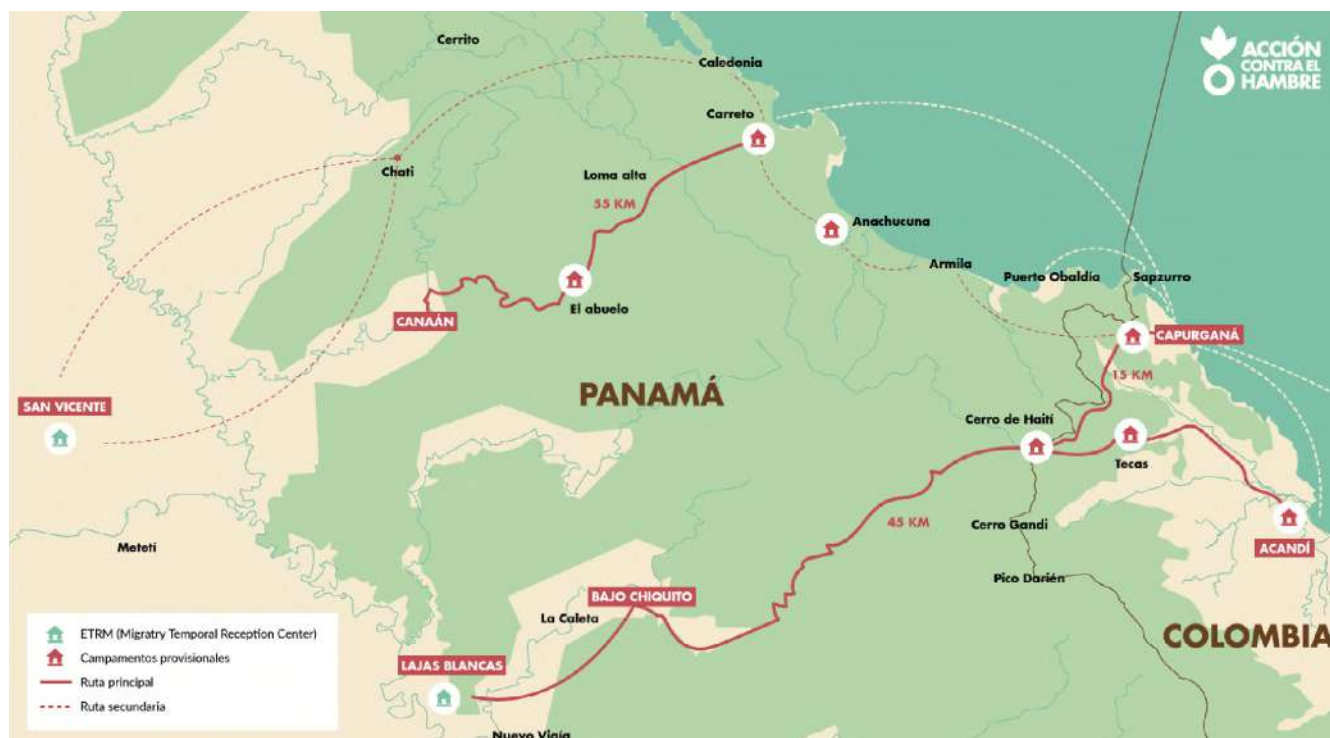 Cerrito
Caledonia
ACCIÓN
CONTRA EL
HAMBRE
Carreto
Chati
Loma alta
55 KM
Anachucuna
Armila
Puerto Obaldía
Sapzurro
El abuelo
CANAÁN
CAPURGANÁ
15 KM
PANAMÁ
SAN VICENTE
Cerro de Haití
Tecas
45 KM
Cerro Gandi
ACANDÍ
Metetí
Pico Darién
BAJO CHIQUITO
La Caleta
COLOMBIA
LAJAS BLANCAS
Nuevo Vigía
ETRM (Migratry Temporal Reception Center)
Campamentos provisionales
Ruta principal
Ruta secundaria